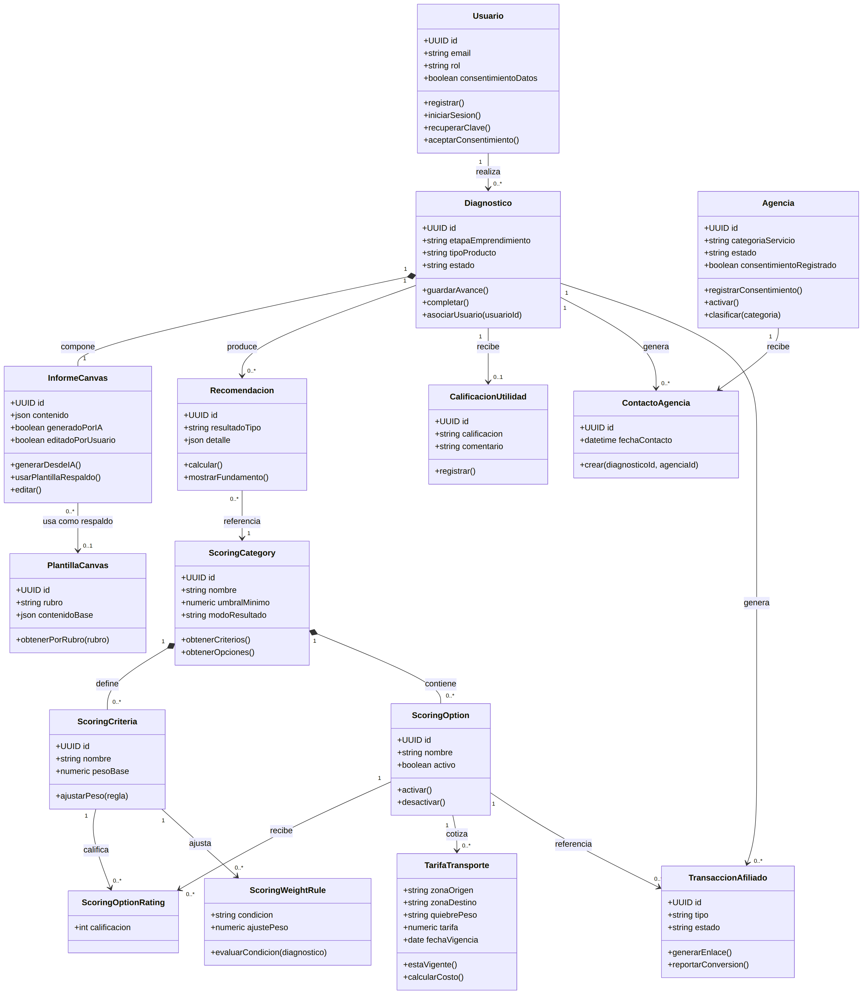 Usuario
+UUID id
+string email
+string rol
+boolean consentimientoDatos
+registrar()
+iniciarSesion()
+recuperarClave()
+aceptarConsentimiento()
1
realiza
0..*
Diagnostico
+UUID id
+string etapaEmprendimiento
+string tipoProducto
+string estado
+guardarAvance()
+completar()
+asociarUsuario(usuarioId)
Agencia
+UUID id
+string categoriaServicio
+string estado
+boolean consentimientoRegistrado
+registrarConsentimiento()
+activar()
+clasificar(categoria)
1
1
1
1
1
1
compone
produce
recibe
genera
recibe
1
0..*
0..1
0..*
InformeCanvas
+UUID id
+json contenido
+boolean generadoPorIA
+boolean editadoPorUsuario
+generarDesdeIA()
+usarPlantillaRespaldo()
+editar()
Recomendacion
+UUID id
+string resultadoTipo
+json detalle
+calcular()
+mostrarFundamento()
CalificacionUtilidad
+UUID id
+string calificacion
+string comentario
+registrar()
ContactoAgencia
+UUID id
+datetime fechaContacto
+crear(diagnosticoId, agenciaId)
0..*
usa como respaldo
0..1
0..*
referencia
1
genera
PlantillaCanvas
+UUID id
+string rubro
+json contenidoBase
+obtenerPorRubro(rubro)
ScoringCategory
+UUID id
+string nombre
+numeric umbralMinimo
+string modoResultado
+obtenerCriterios()
+obtenerOpciones()
1
1
define
contiene
0..*
0..*
ScoringCriteria
+UUID id
+string nombre
+numeric pesoBase
+ajustarPeso(regla)
ScoringOption
+UUID id
+string nombre
+boolean activo
+activar()
+desactivar()
1
1
1
1
1
califica
ajusta
recibe
cotiza
referencia
0..*
0..*
0..*
0..*
0..*
0..
ScoringOptionRating
+int calificacion
ScoringWeightRule
+string condicion
+numeric ajustePeso
+evaluarCondicion(diagnostico)
TarifaTransporte
+string zonaOrigen
+string zonaDestino
+string quiebrePeso
+numeric tarifa
+date fechaVigencia
+estaVigente()
+calcularCosto()
TransaccionAfiliado
+UUID id
+string tipo
+string estado
+generarEnlace()
+reportarConversion()